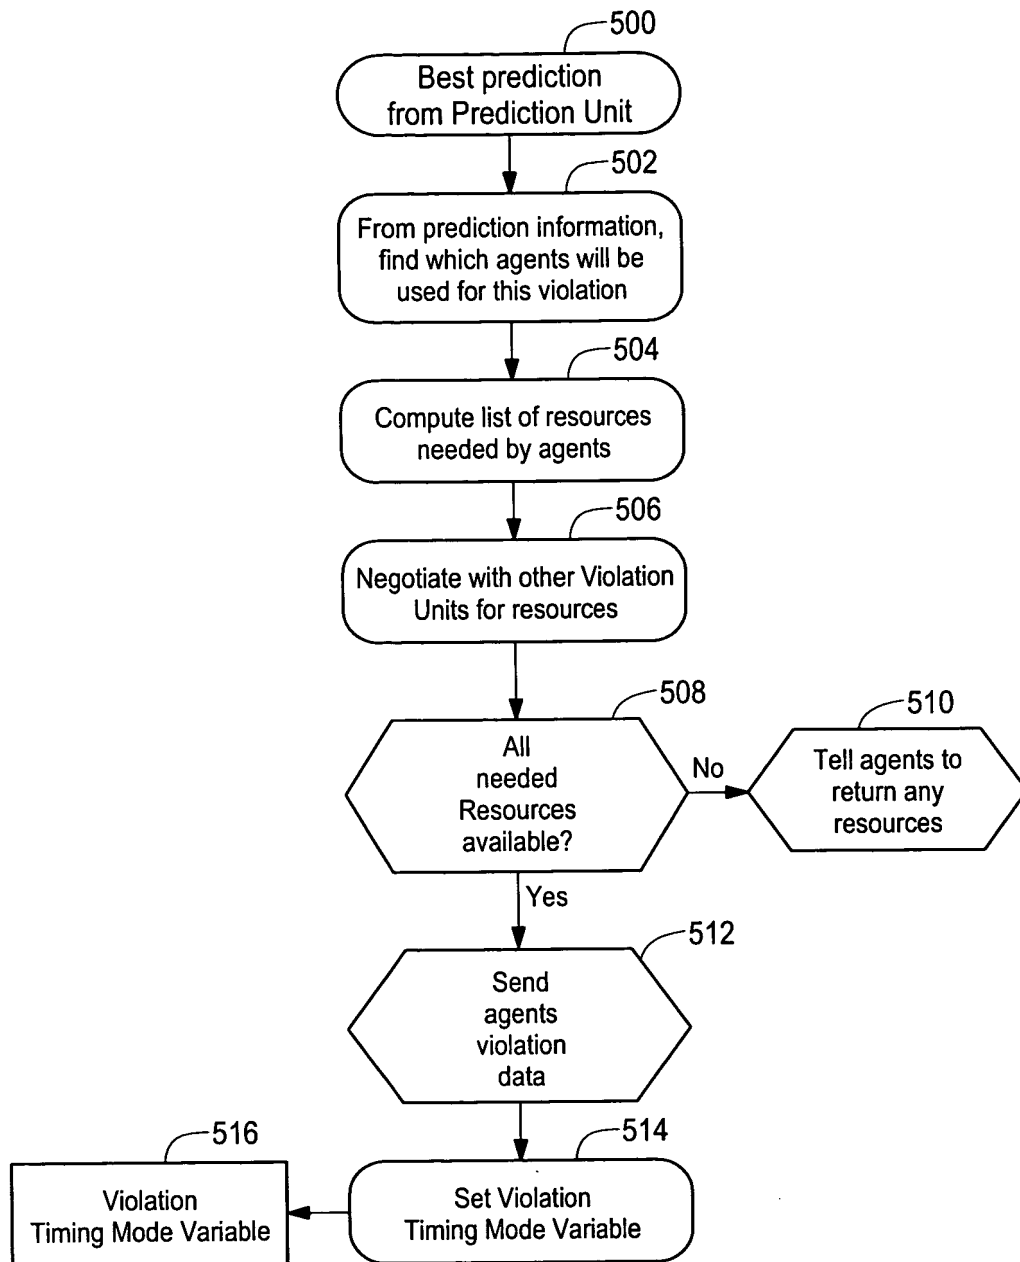 500
Best prediction
from Prediction Unit
502
From prediction information,
find which agents will be
used for this violation
504
Compute list of resources
needed by agents
506
Negotiate with other Violation
Units for resources
508
All
needed
Resources
available?
No
510
Tell agents to
return any
resources
Yes
512
Send
agents
violation
data
514
Set Violation
Timing Mode Variable
516
Violation
Timing Mode Variable